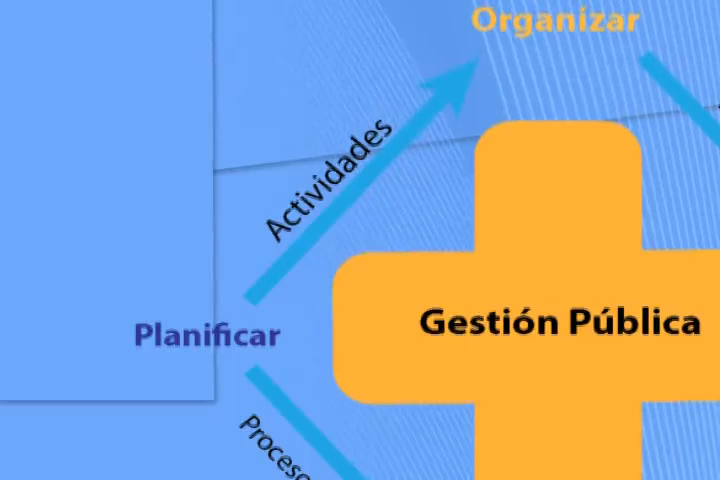 Organizar
Actividades
Gestión Pública
Planificar